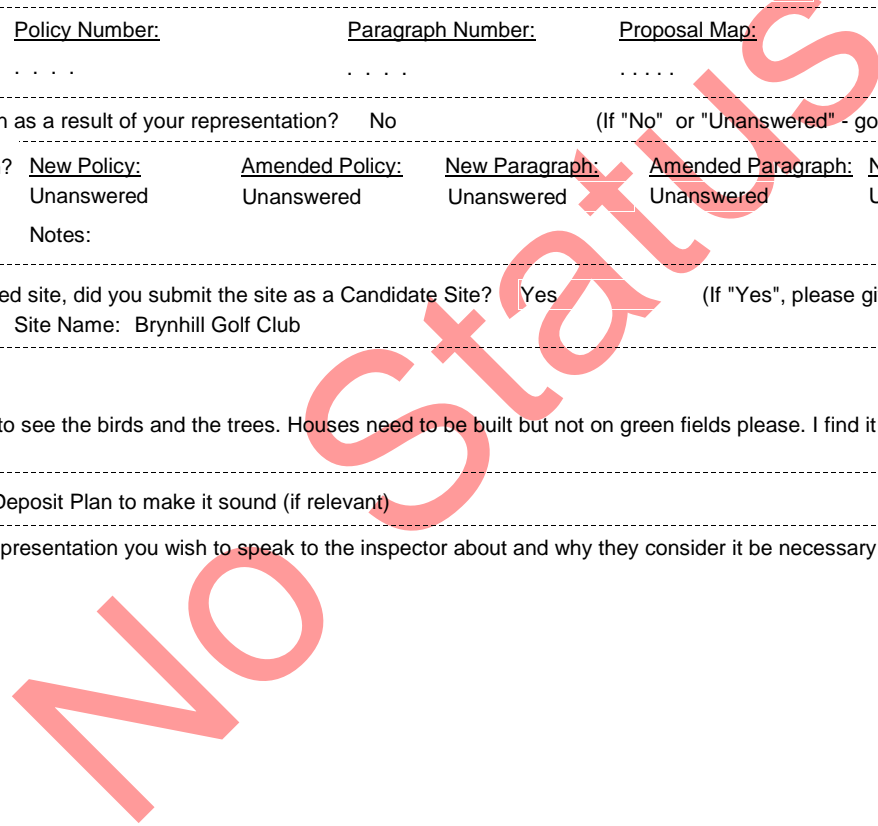 Policy Number: Paragraph Number: Proposal Map:
. . . . . . . . . . . . .
as a result of your representation? No (If "No" or "Unanswered" - go
? New Policy: Amended Policy: New Paragraph: Amended Paragraph:
Unanswered Unanswered Unanswered Unanswered
Notes:
ed site, did you submit the site as a Candidate Site? Yes (If "Yes", please gi
Site Name: Brynhill Golf Club
to see the birds and the trees. Houses need to be built but not on green fields please. I find it
Deposit Plan to make it sound (if relevant)
presentation you wish to speak to the inspector about and why they consider it be necessary
No Status